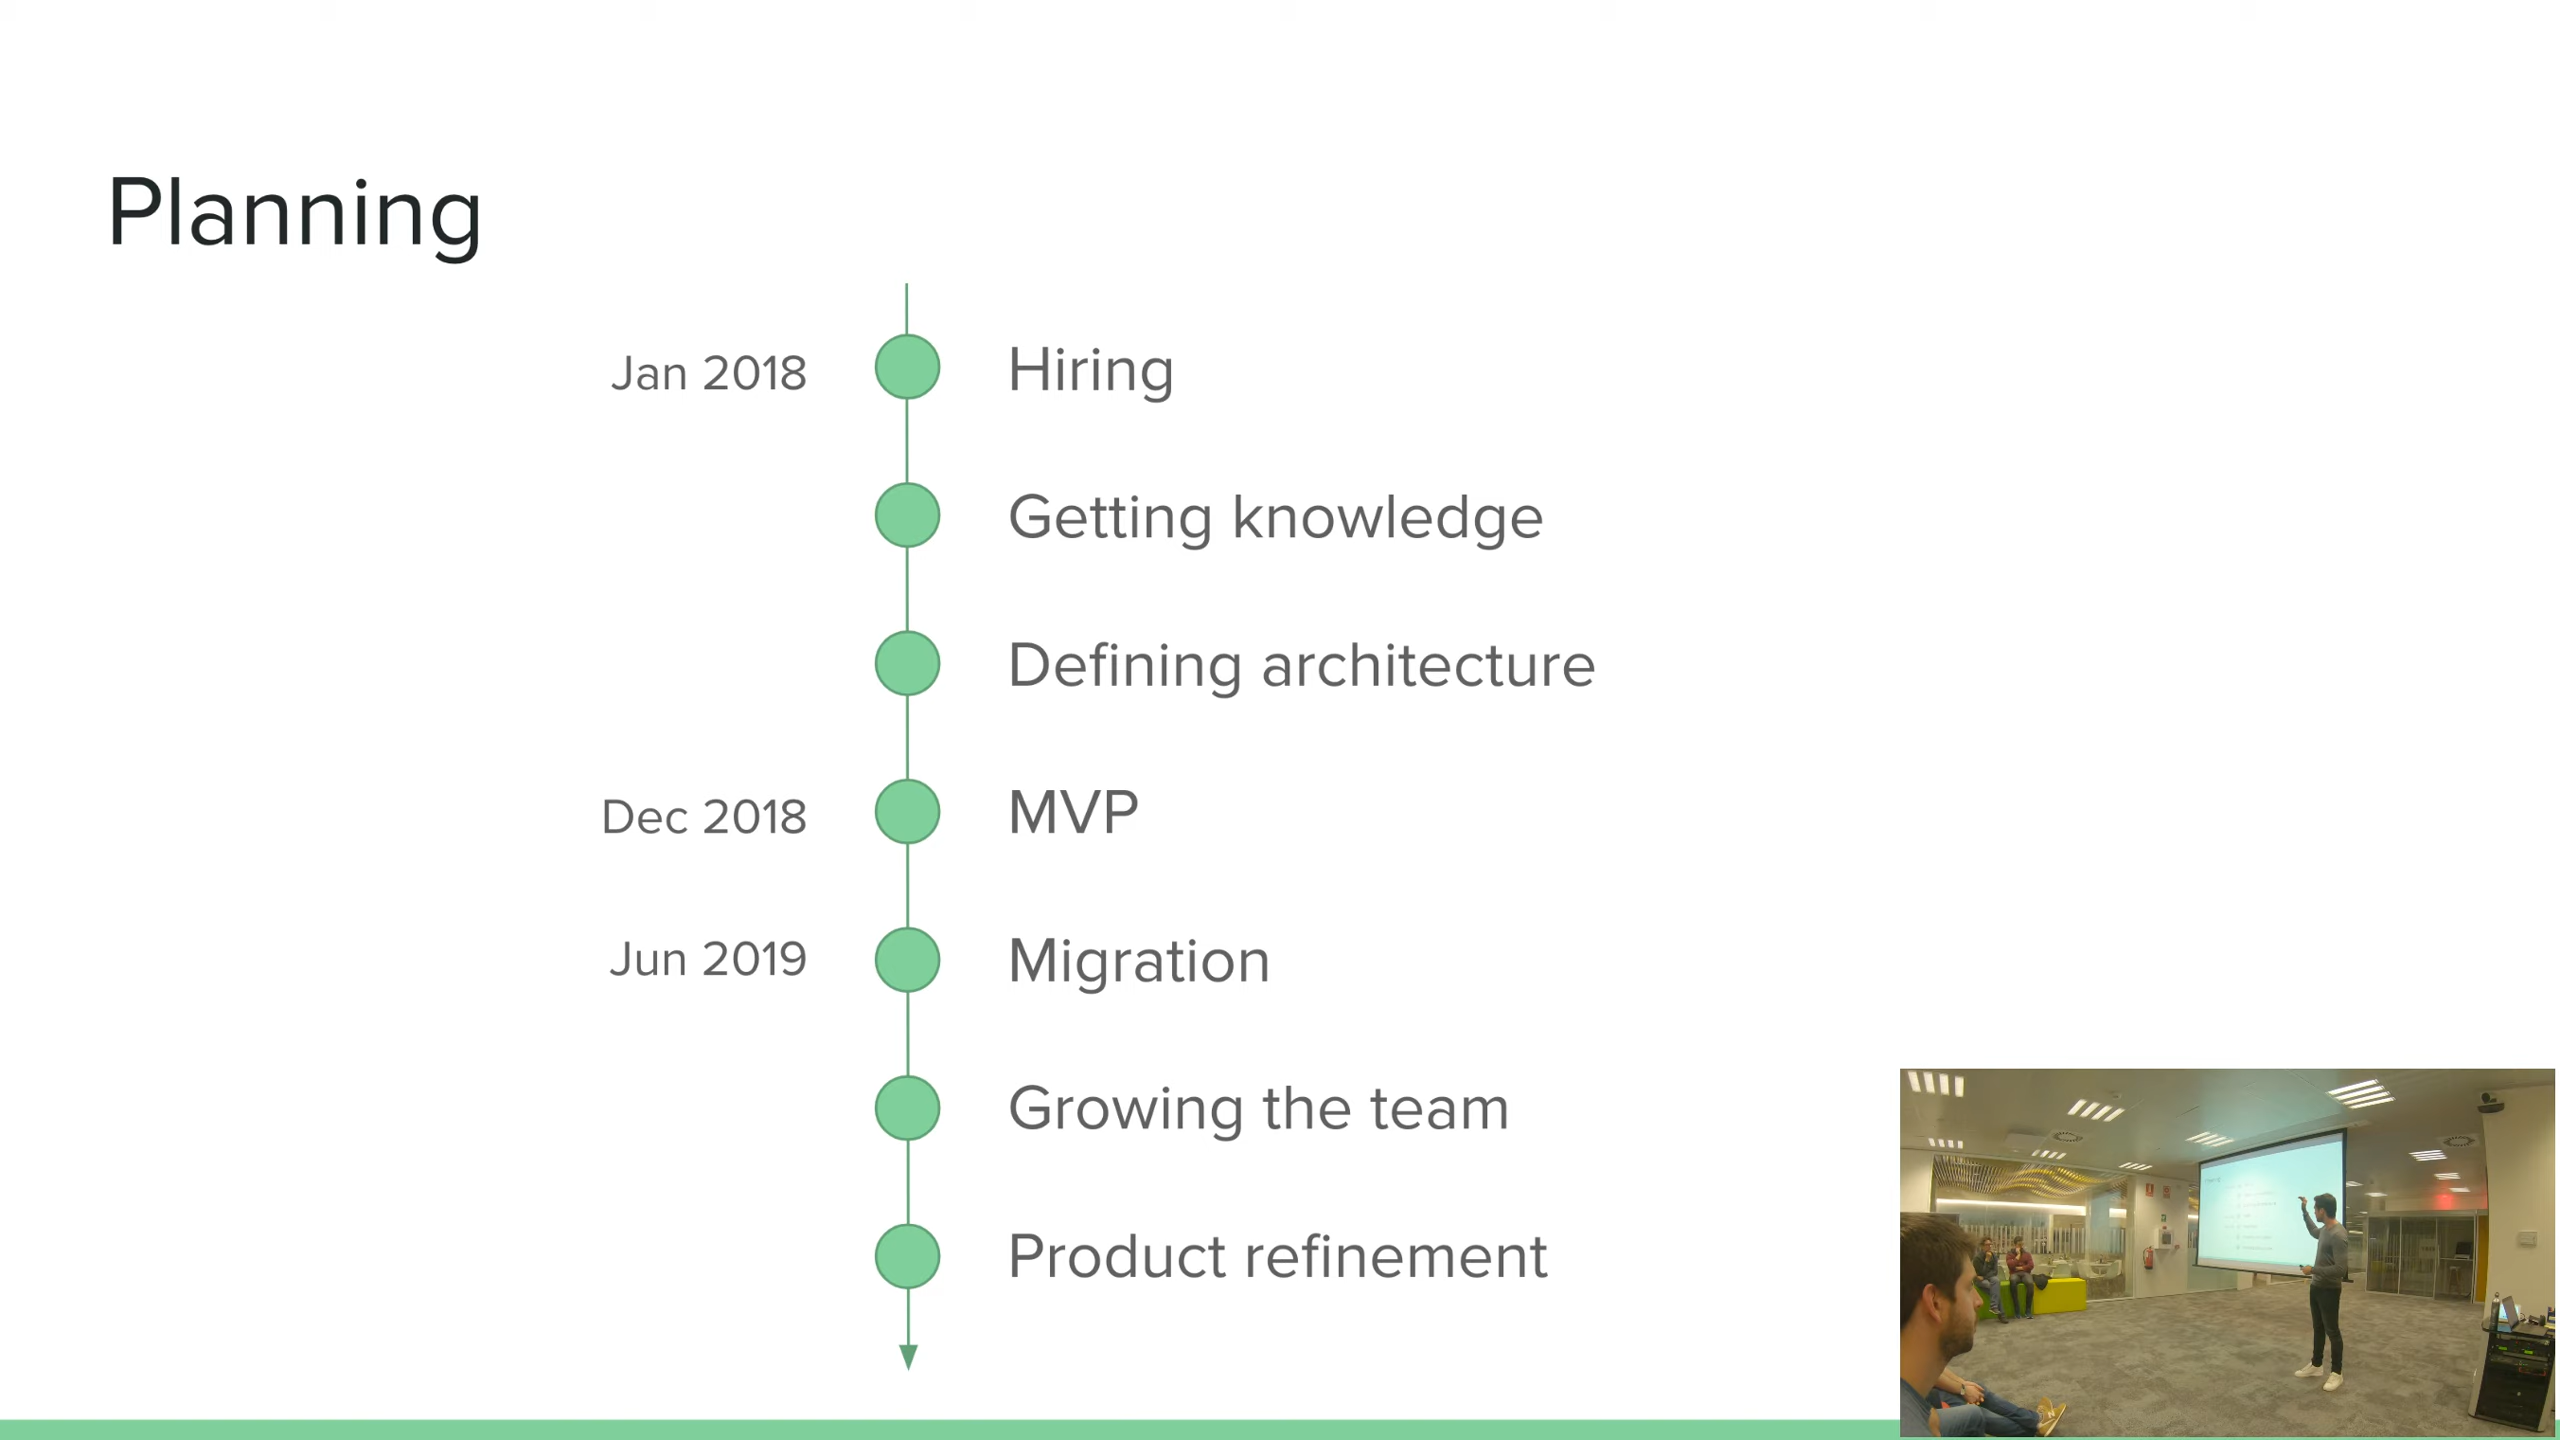 Planning
Jan 2018 Hiring
Getting knowledge
Defining architecture
Dec 2018 MVP
Jun 2019 Migration
Growing the team
Product refinement